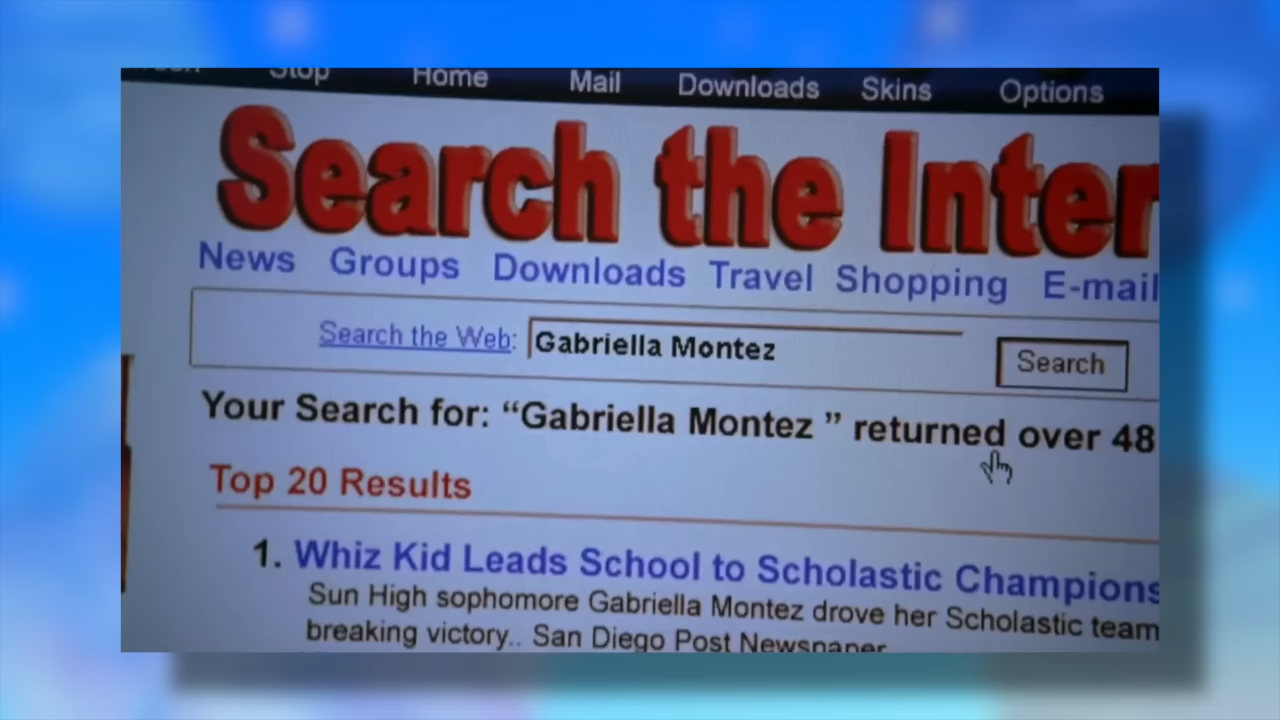 Stop Home Mail Downloads Skins Options
Search the Inter
News Groups Downloads Travel Shopping E-mail
Search the Web: Gabriella Montez Search
Your Search for: “Gabriella Montez ” returned over 48
Top 20 Results
1. Whiz Kid Leads School to Scholastic Champions
Sun High sophomore Gabriella Montez drove her Scholastic team
breaking victory.. San Diego Post Newspaper